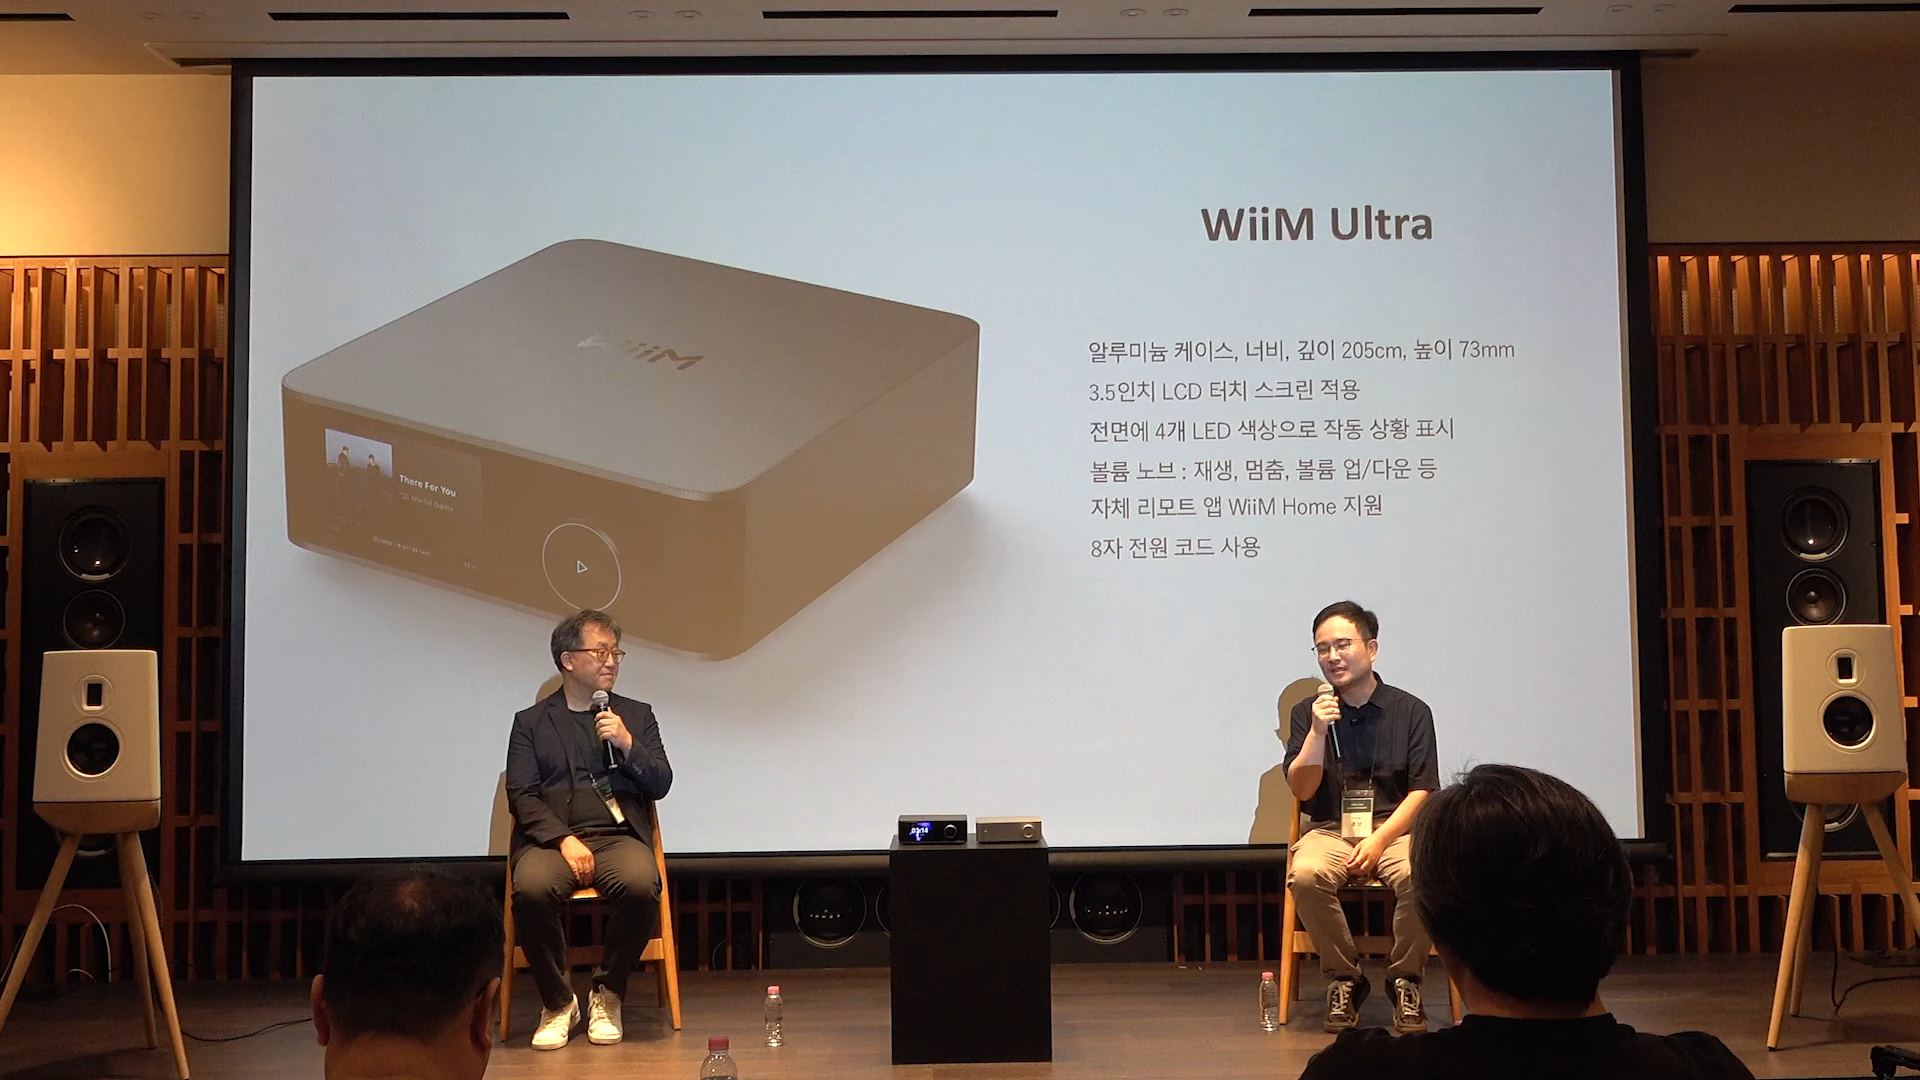 WiiM Ultra
알루미늄 케이스, 너비, 깊이 205cm, 높이 73mm
3.5인치 LCD 터치 스크린 적용
전면에 4개 LED 색상으로 작동 상황 표시
볼륨 노브 : 재생, 멈춤, 볼륨 업/다운 등
자체 리모트 앱 WiiM Home 지원
8자 전원 코드 사용
WiiM
There For You
Martin Garrix
03:14